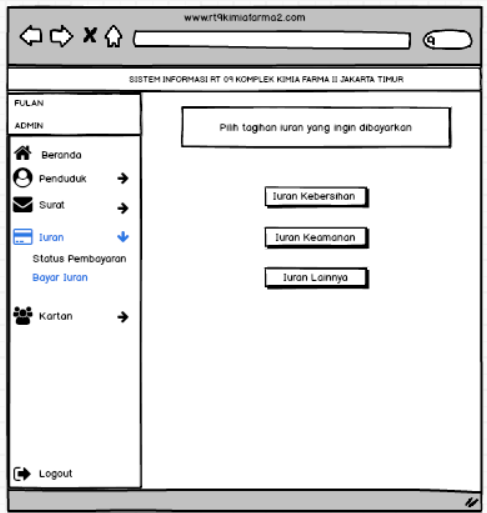 www.rt9kimiafarma2.com
SISTEM INFORMASI RT 09 KOMPLEK KIMIA FARMA II JAKARTA TIMUR
FULAN
ADMIN
Pilih tagihan iuran yang ingin dibayarkan
Beranda
Penduduk
Surat
Iuran
Status Pembayaran
Bayar Iuran
Kartan
Logout
Iuran Kebersihan
Iuran Keamanan
Iuran Lainnya